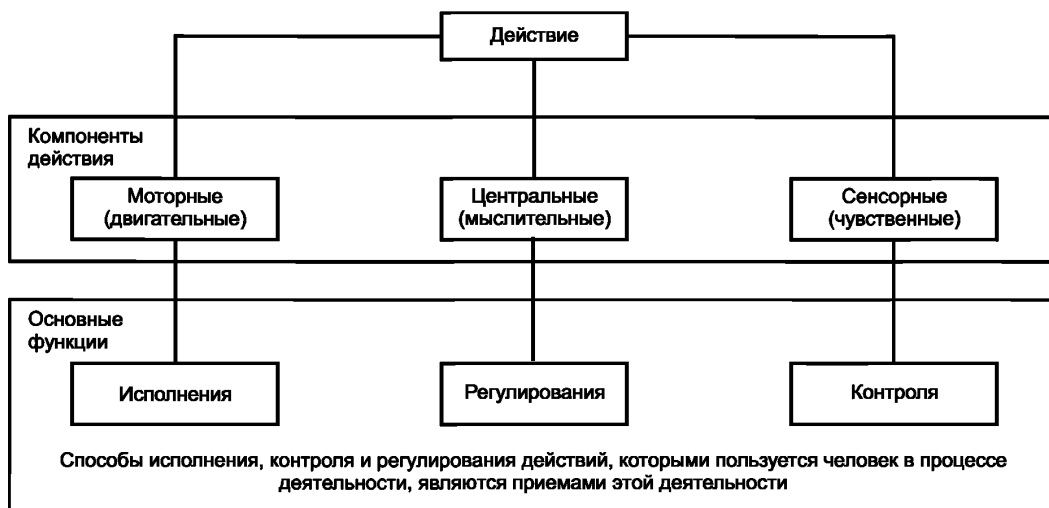 Действие
Компоненты
действия
Моторные
(двигательные)
Центральные
(мыслительные)
Сенсорные
(чувственные)
Основные
функции
Исполнения
Регулирования
Контроля
Способы исполнения, контроля и регулирования действий, которыми пользуется человек в процессе
деятельности, являются приемами этой деятельности